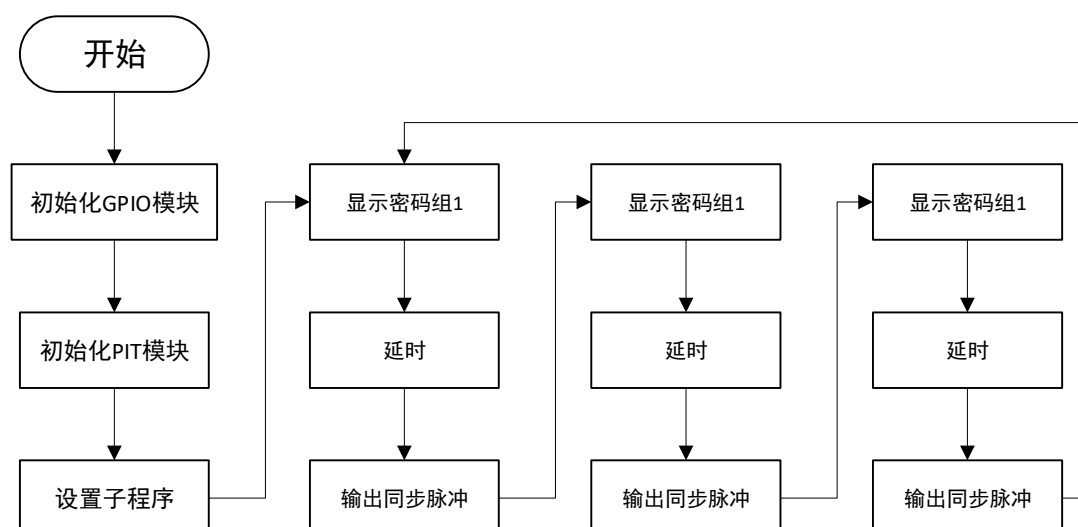 开始
初始化GPIO模块
初始化PIT模块
设置子程序
显示密码组1
延时
输出同步脉冲
显示密码组1
延时
输出同步脉冲
显示密码组1
延时
输出同步脉冲